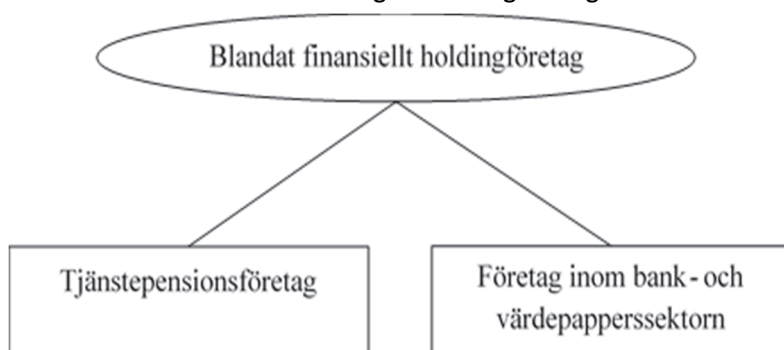 Blandat finansiellt holdingföretag
Tjänstepensionsföretag
Företag inom bank- och
värdepapperssektorn